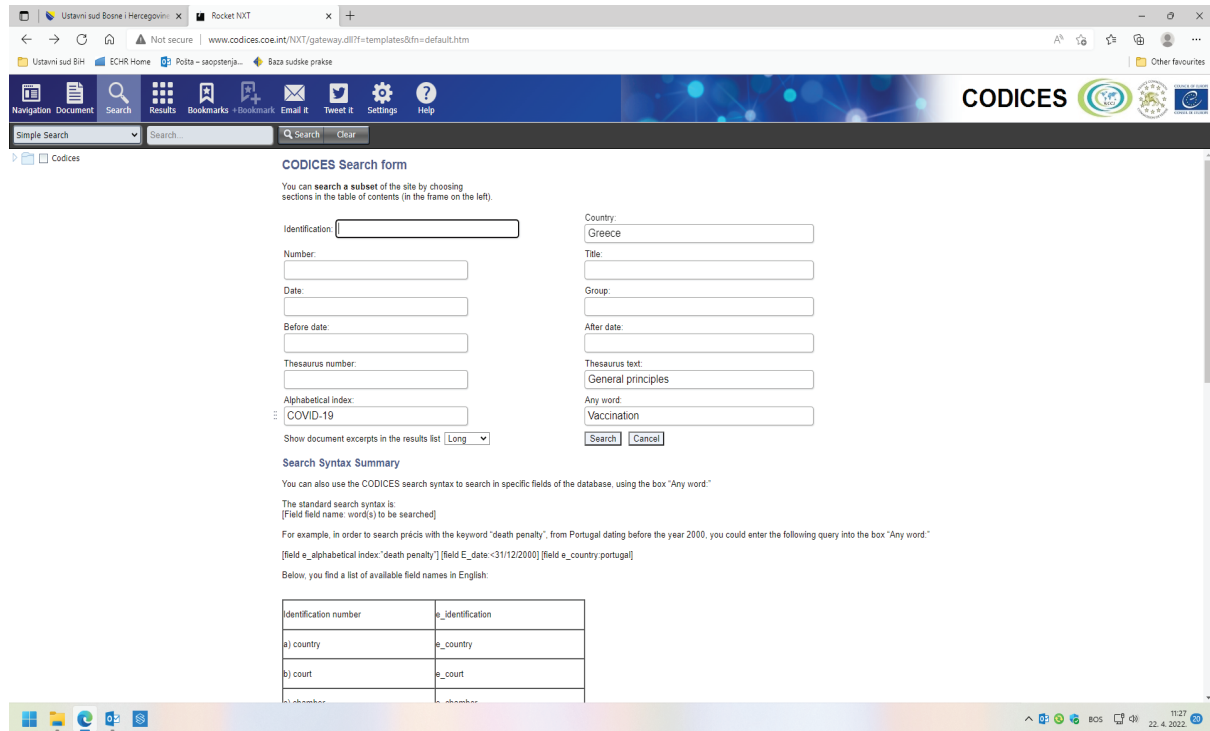 Ustavni sud Bosne i Hercegovine
Rocket NXT
Not secure | www.codices.coe.int/NXT/gateway.dll?f=templates&fn=default.htm
Ustavni sud BiH
ECHR Home
Pošta – saopstenja...
Baza sudske prakse
Other favourites
Navigation Document Search Results Bookmarks +Bookmark Email it Tweet it Settings Help
CODICES
Simple Search
Search...
Search
Clear
Codices
CODICES Search form
You can search a subset of the site by choosing
sections in the table of contents (in the frame on the left).
Identification:
Country:
Greece
Number:
Title:
Date:
Group:
Before date:
After date:
Thesaurus number:
Thesaurus text:
General principles
Alphabetical index:
Any word:
COVID-19
Vaccination
Show document excerpts in the results list Long
Search Cancel
Search Syntax Summary
You can also use the CODICES search syntax to search in specific fields of the database, using the box "Any word:"
The standard search syntax is:
[Field field name: word(s) to be searched]
For example, in order to search précis with the keyword "death penalty", from Portugal dating before the year 2000, you could enter the following query into the box "Any word:"
[field e_alphabetical index:"death penalty"] [field E_date:<31/12/2000] [field e_country:portugal]
Below, you find a list of available field names in English:
Identification number e_identification
a) country e_country
b) court e_court
BOS
11:27
22. 4. 2022.
20